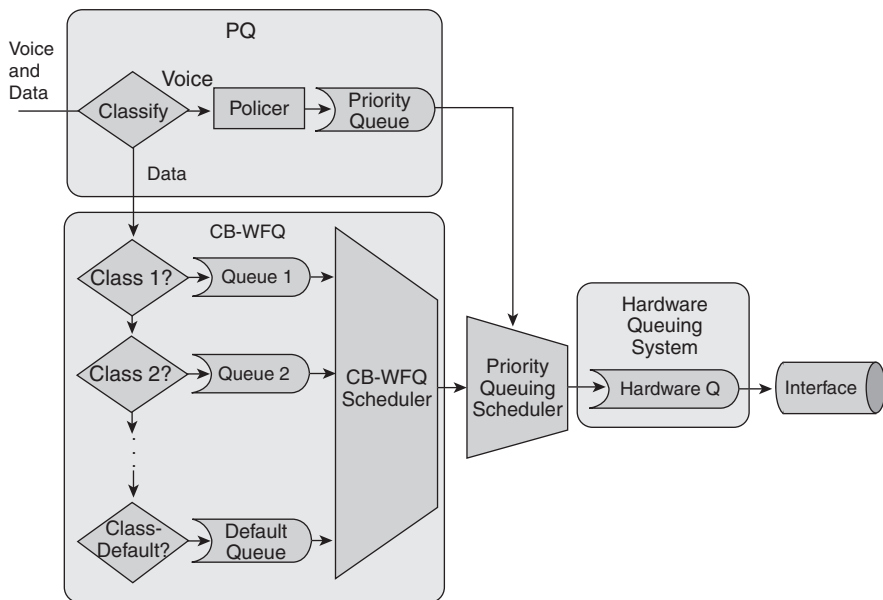 PQ
Voice
and
Data
Classify
Voice
Policer
Priority
Queue
Data
CB-WFQ
Class 1?
Queue 1
Class 2?
Queue 2
Class-
Default?
Default
Queue
CB-WFQ
Scheduler
Priority
Queuing
Scheduler
Hardware
Queuing
System
Hardware Q
Interface